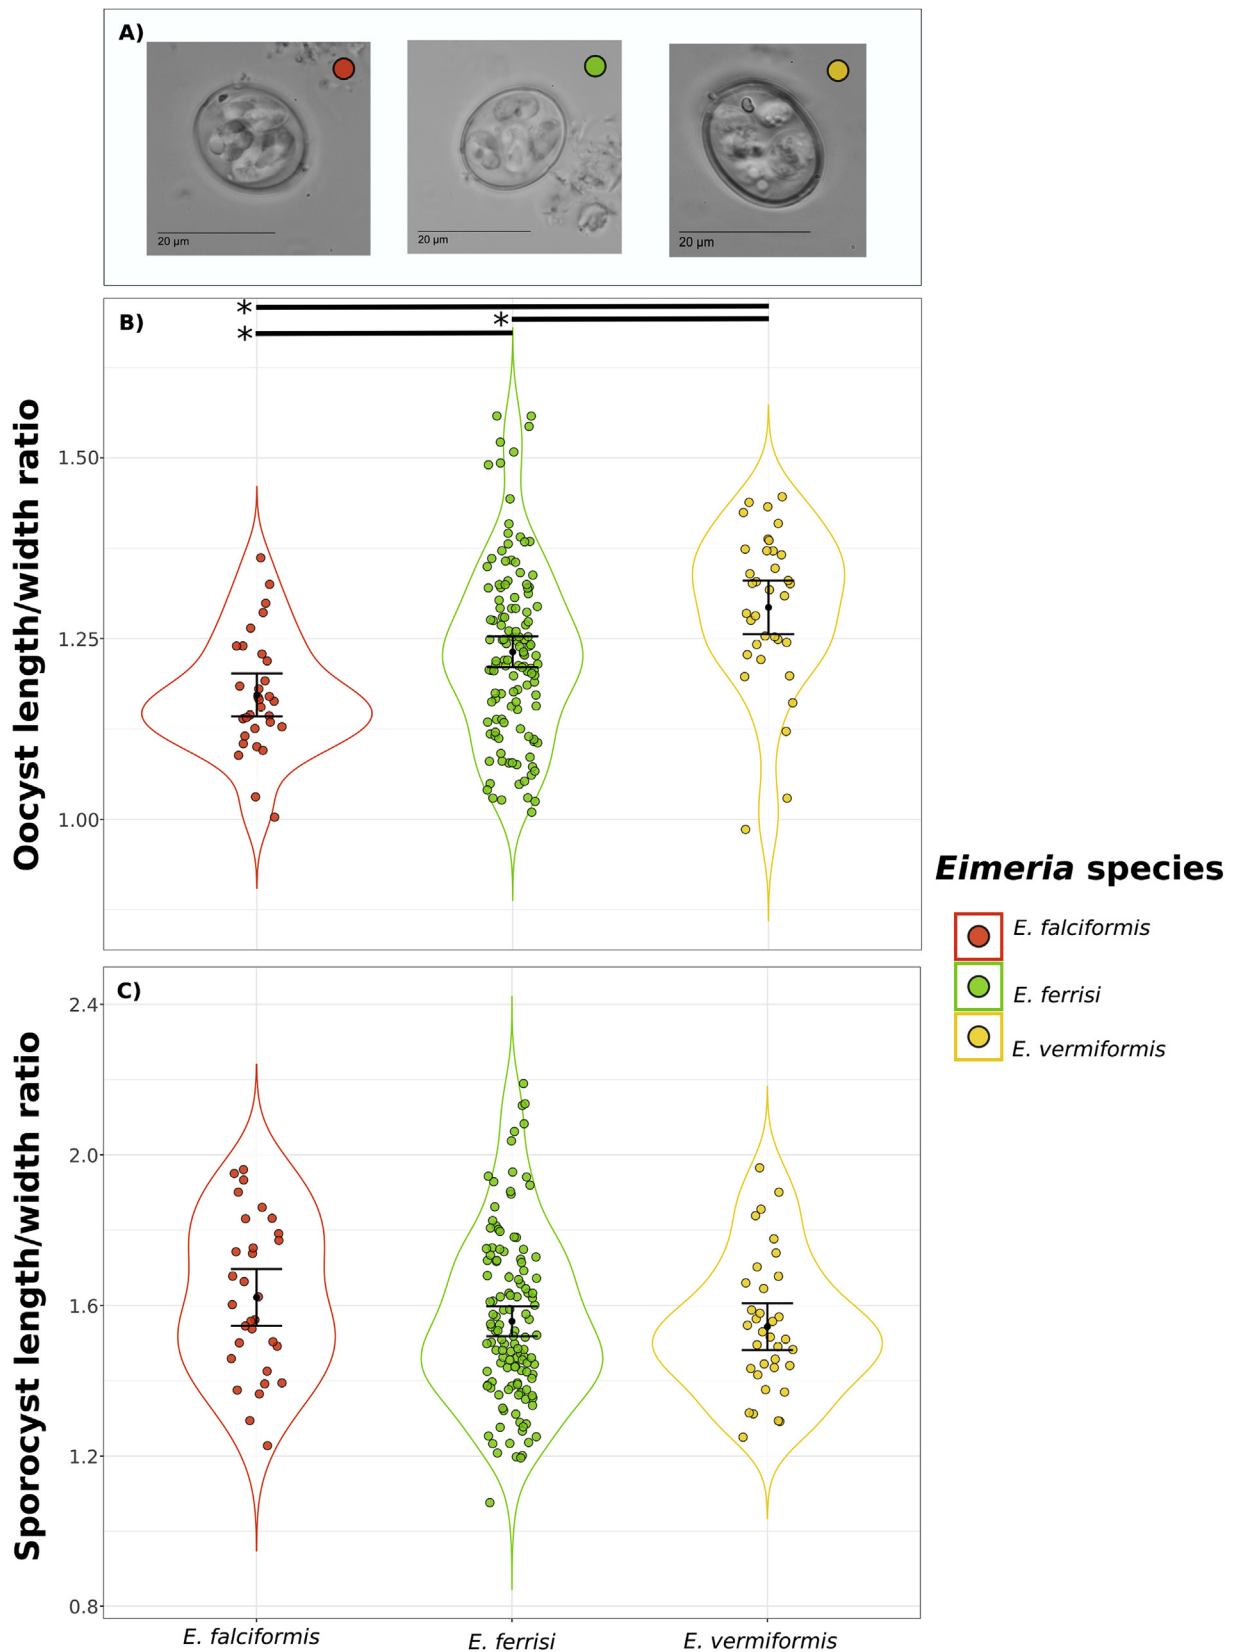 A)
20 µm
20 µm
20 µm
B)
*
*
*
Oocyst length/width ratio
1.50
1.25
1.00
C)
Sporocyst length/width ratio
2.4
2.0
1.6
1.2
0.8
E. falciformis
E. ferrisi
E. vermiformis
Eimeria species
E. falciformis
E. ferrisi
E. vermiformis